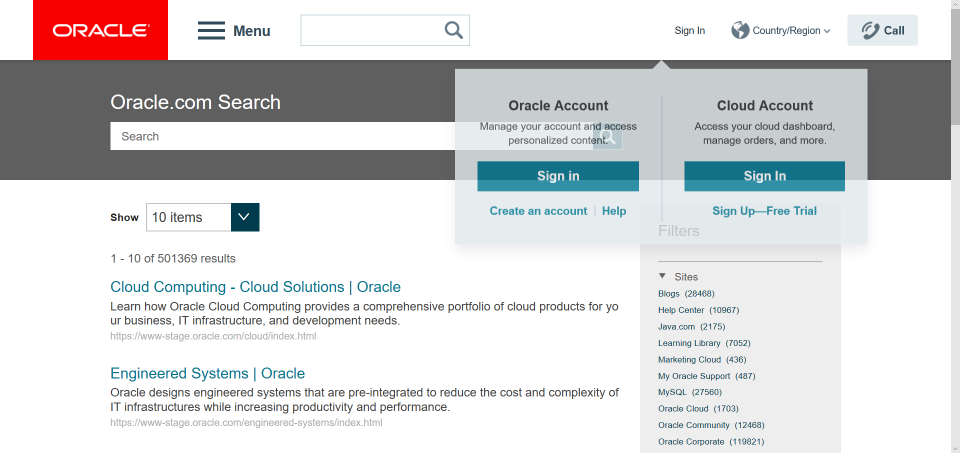 ORACLE
Menu
Sign In
Country/Region
Call
Oracle.com Search
Search
Oracle Account
Manage your account and access
personalized content.
Sign in
Create an account | Help
Cloud Account
Access your cloud dashboard,
manage orders, and more.
Sign In
Sign Up—Free Trial
Show
10 items
1 - 10 of 501369 results
Cloud Computing - Cloud Solutions | Oracle
Learn how Oracle Cloud Computing provides a comprehensive portfolio of cloud products for yo
ur business, IT infrastructure, and development needs.
https://www-stage.oracle.com/cloud/index.html
Engineered Systems | Oracle
Oracle designs engineered systems that are pre-integrated to reduce the cost and complexity of
IT infrastructures while increasing productivity and performance.
https://www-stage.oracle.com/engineered-systems/index.html
Filters
Sites
Blogs (28468)
Help Center (10967)
Java.com (2175)
Learning Library (7052)
Marketing Cloud (436)
My Oracle Support (487)
MySQL (27560)
Oracle Cloud (1703)
Oracle Community (12468)
Oracle Corporate (119821)